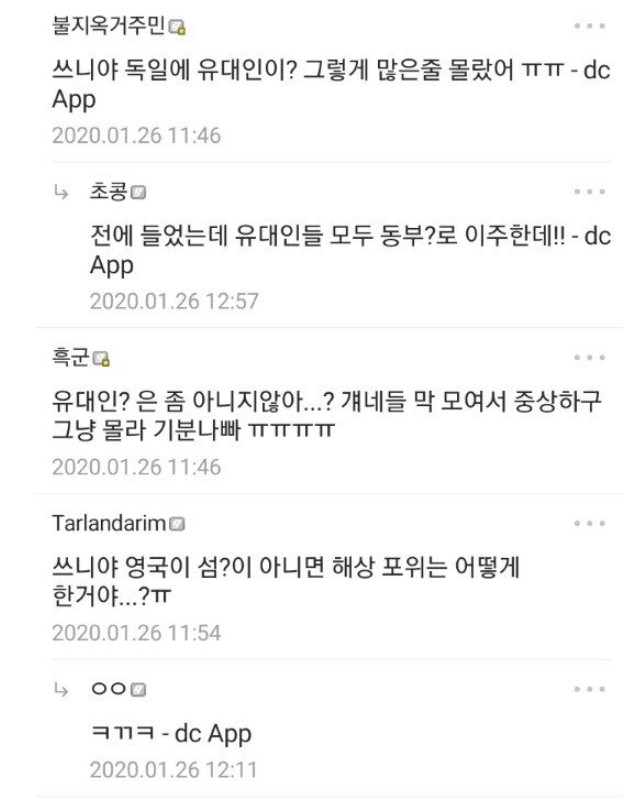 불지옥거주민
쓰니야 독일에 유대인이? 그렇게 많은줄 몰랐어 ㅠㅠ - dc
App
2020.01.26 11:46
초콩
전에 들었는데 유대인들 모두 동부?로 이주한데!! - dc
App
2020.01.26 12:57
흑군
유대인? 은 좀 아니지않아...? 걔네들 막 모여서 중상하구
그냥 몰라 기분나빠 ㅠㅠㅠㅠ
2020.01.26 11:46
Tarlandarim
쓰니야 영국이 섬?이 아니면 해상 포위는 어떻게
한거야...?ㅠ
2020.01.26 11:54
ㅇㅇ
ㅋㄲㅋ - dc App
2020.01.26 12:11